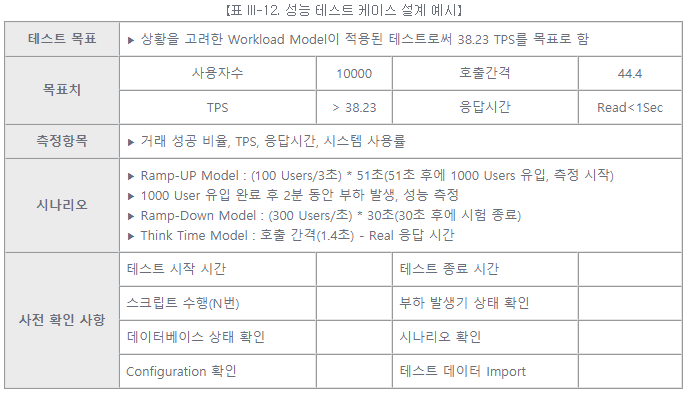 【표 III-12. 성능 테스트 케이스 설계 예시】
테스트 목표
▶ 상황을 고려한 Workload Model이 적용된 테스트로써 38.23 TPS를 목표로 함
목표치
사용자수 10000 호출간격 44.4
TPS > 38.23 응답시간 Read<1Sec
측정항목
▶ 거래 성공 비율, TPS, 응답시간, 시스템 사용률
시나리오
▶ Ramp-UP Model : (100 Users/3초) * 51초(51초 후에 1000 Users 유입, 측정 시작)
▶ 1000 User 유입 완료 후 2분 동안 부하 발생, 성능 측정
▶ Ramp-Down Model : (300 Users/초) * 30초(30초 후에 시험 종료)
▶ Think Time Model : 호출 간격(1.4초) - Real 응답 시간
사전 확인 사항
테스트 시작 시간 테스트 종료 시간
스크립트 수행(N번) 부하 발생기 상태 확인
데이터베이스 상태 확인 시나리오 확인
Configuration 확인 테스트 데이터 Import